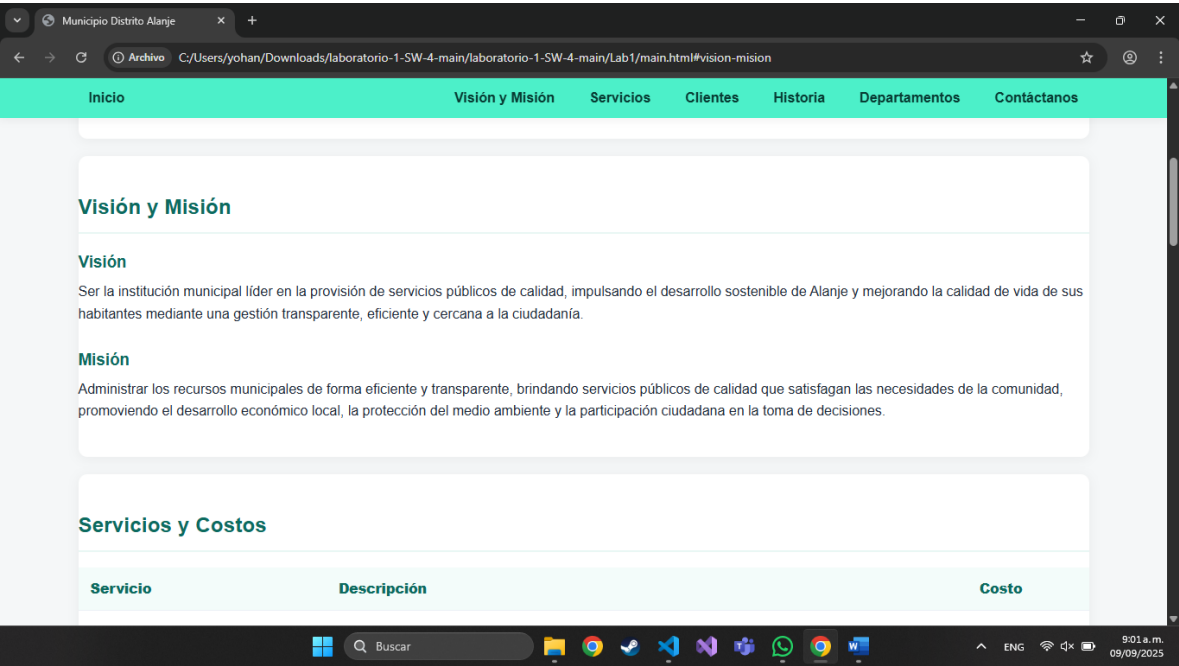 Municipio Distrito Alanje
Archivo C:/Users/yohan/Downloads/laboratorio-1-SW-4-main/laboratorio-1-SW-4-main/Lab1/main.html#vision-mision
Inicio Visión y Misión Servicios Clientes Historia Departamentos Contáctanos
Visión y Misión
Visión
Ser la institución municipal líder en la provisión de servicios públicos de calidad, impulsando el desarrollo sostenible de Alanje y mejorando la calidad de vida de sus
habitantes mediante una gestión transparente, eficiente y cercana a la ciudadanía.
Misión
Administrar los recursos municipales de forma eficiente y transparente, brindando servicios públicos de calidad que satisfagan las necesidades de la comunidad,
promoviendo el desarrollo económico local, la protección del medio ambiente y la participación ciudadana en la toma de decisiones.
Servicios y Costos
Servicio Descripción Costo
Buscar
ENG
9:01 a. m.
09/09/2025